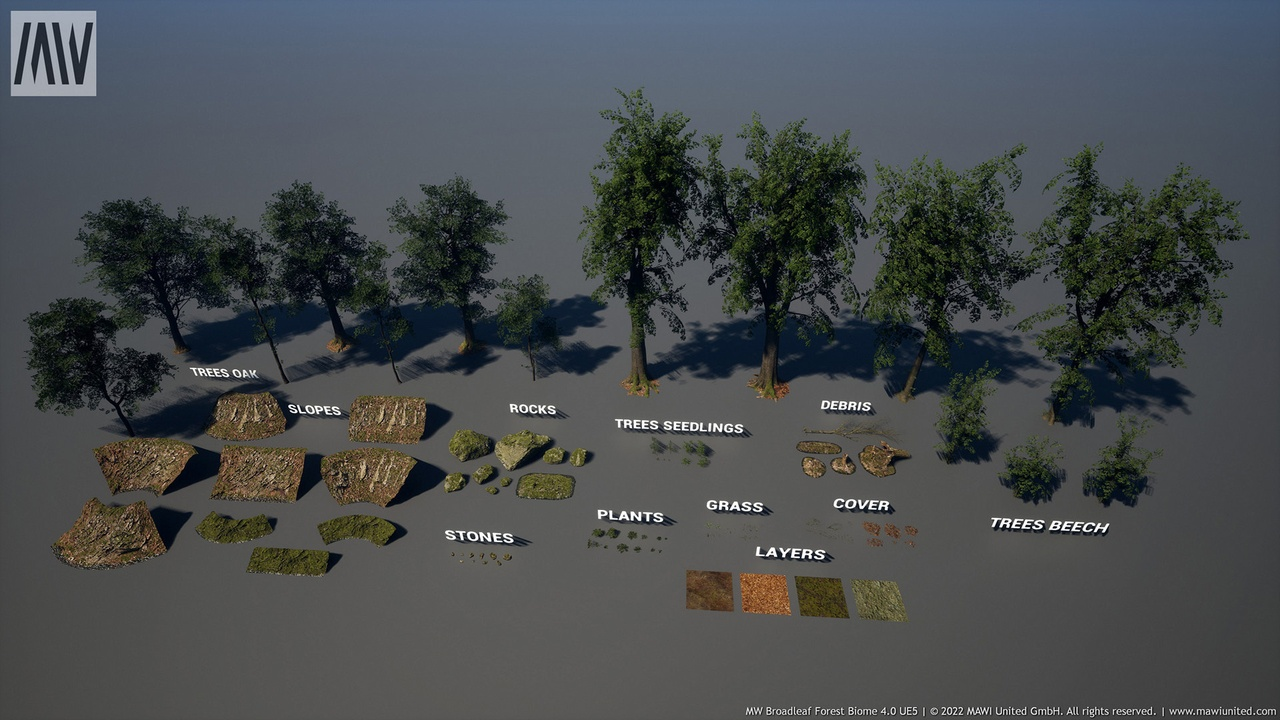 MW
TREES OAK
SLOPES
ROCKS
TREES SEEDLINGS
DEBRIS
STONES
PLANTS
GRASS
COVER
TREES BEECH
LAYERS
MW Broadleaf Forest Biome 4.0 UE5 | © 2022 MAWI United GmbH. All rights reserved. | www.mawiunited.com